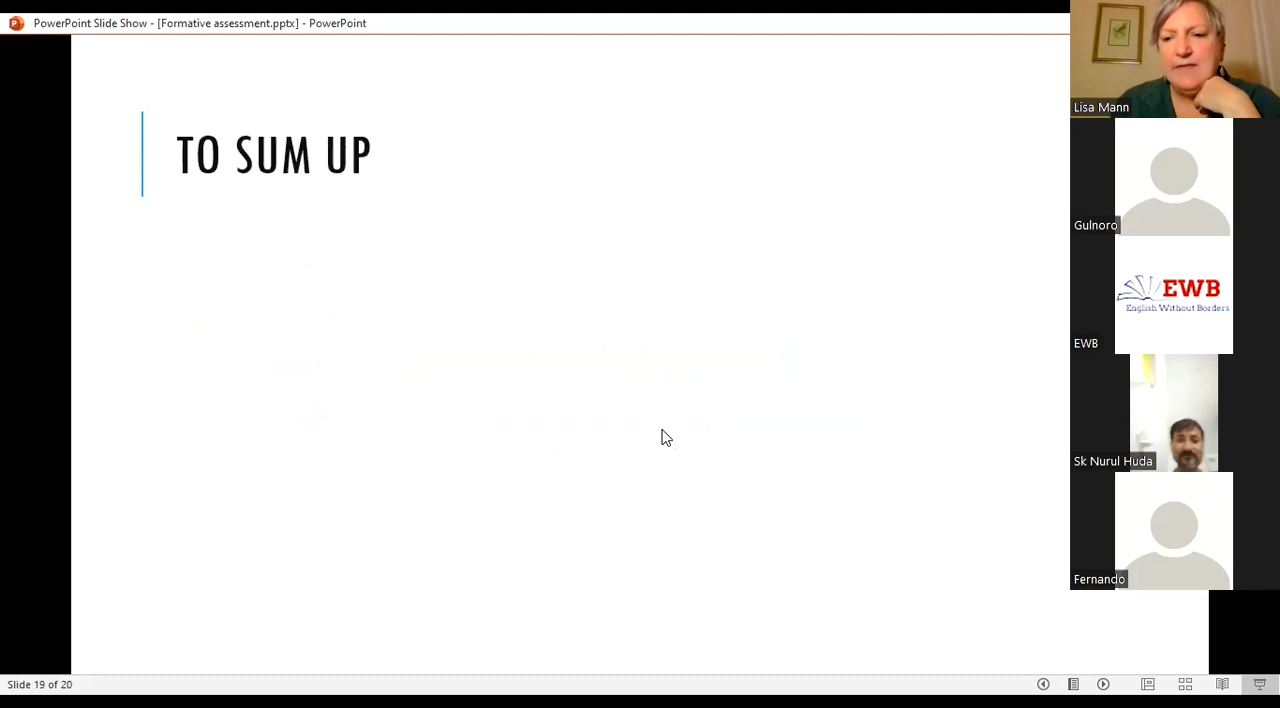 PowerPoint Slide Show - [Formative assessment.pptx] - PowerPoint
TO SUM UP
Lisa Mann
Gulnoro
EWB
English Without Borders
EWB
Sk Nurul Huda
Fernando
Slide 19 of 20